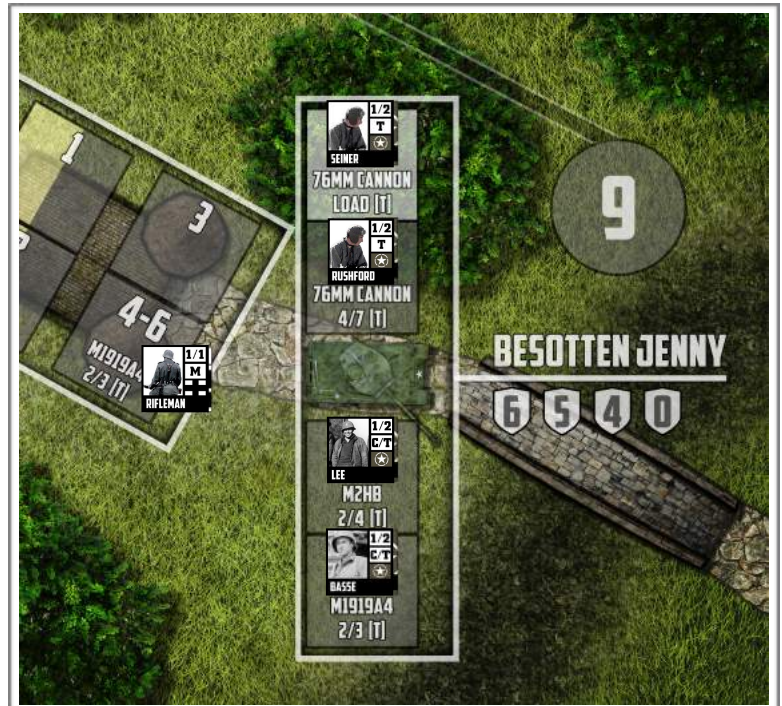 1
3
4-6
M1919A4
2/3 [T]
1/1
M
RIFLEMAN
1/2
T
SEINER
76MM CANNON
LOAD [T]
1/2
T
RUSHFORD
76MM CANNON
4/7 [T]
1/2
C/T
LEE
M2HB
2/4 [T]
1/2
C/T
BASSE
M1919A4
2/3 [T]
9
BESOTTEN JENNY
6 5 4 0